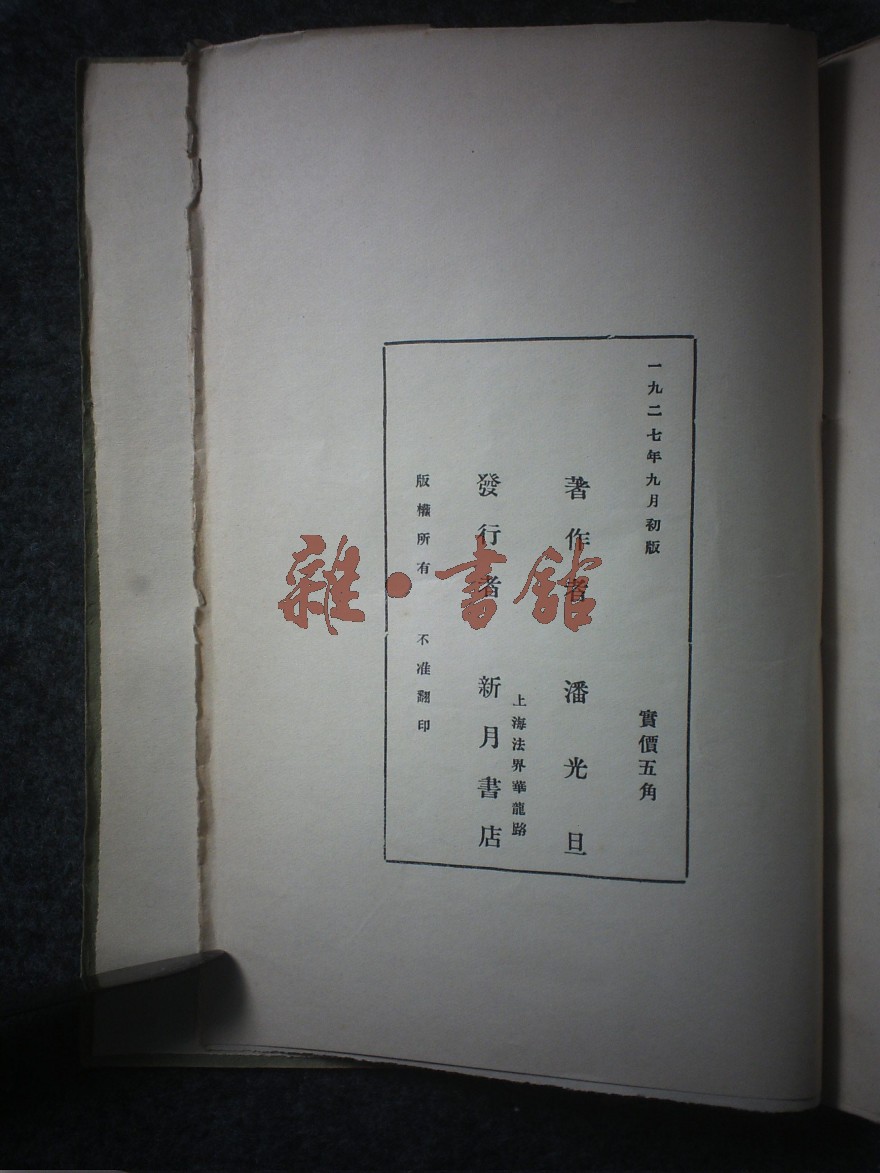 一九二七年九月初版
實價五角
著作者 潘光旦
上海法界華龍路
發行者 新月書店
版權所有 不准翻印
雜·書館